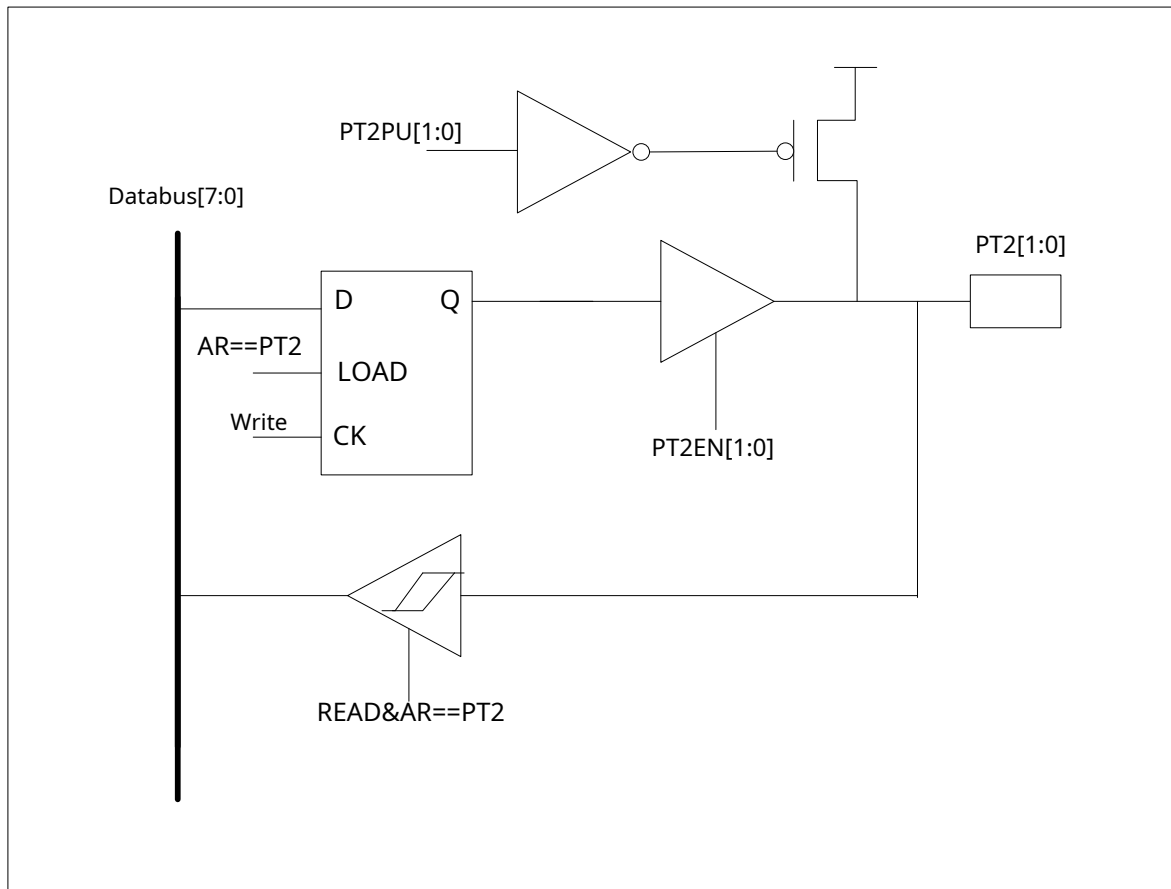 PT2PU[1:0]
Databus[7:0]
PT2[1:0]
D
Q
AR==PT2
LOAD
Write
CK
PT2EN[1:0]
READ&AR==PT2